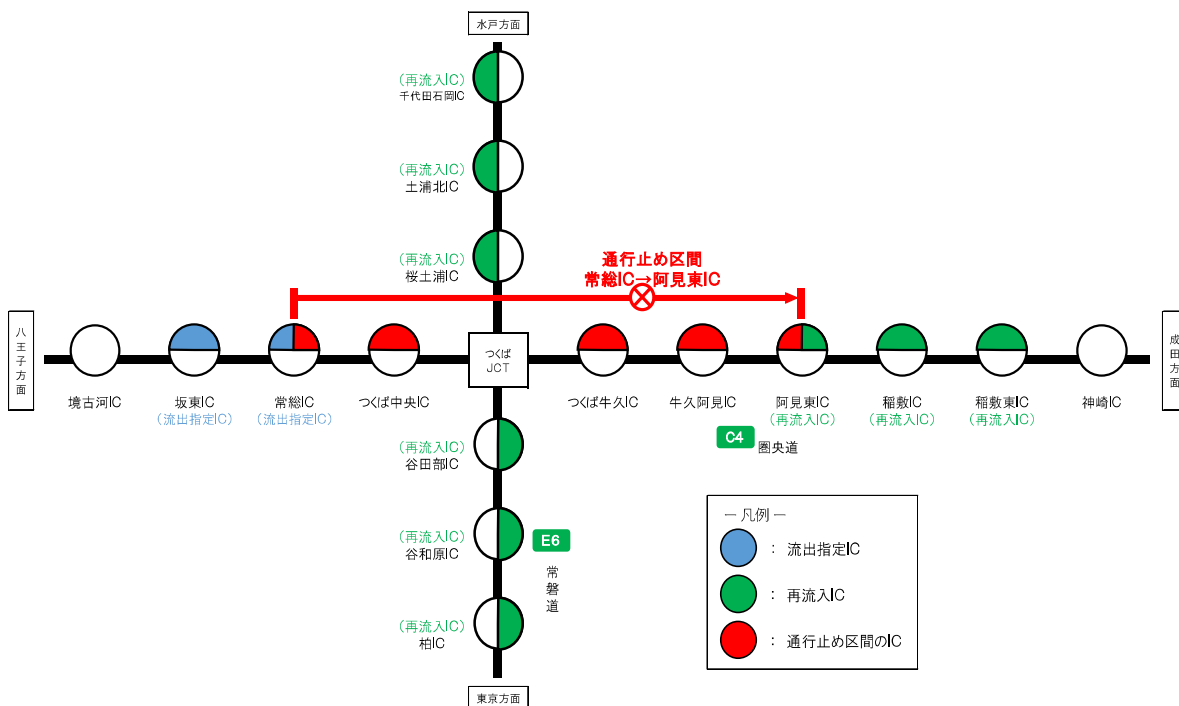 水戸方面
(再流入IC)
千代田石岡IC
(再流入IC)
土浦北IC
(再流入IC)
桜土浦IC
通行止め区間
常総IC→阿見東IC
八王子方面
つくば
JCT
成田方面
境古河IC
坂東IC
(流出指定IC)
常総IC
(流出指定IC)
つくば中央IC
つくば牛久IC
牛久阿見IC
阿見東IC
(再流入IC)
稲敷IC
(再流入IC)
稲敷東IC
(再流入IC)
神崎IC
C4 圏央道
(再流入IC)
谷田部IC
(再流入IC)
谷和原IC
E6
常磐道
(再流入IC)
柏IC
東京方面
― 凡例 ―
： 流出指定IC
： 再流入IC
： 通行止め区間のIC